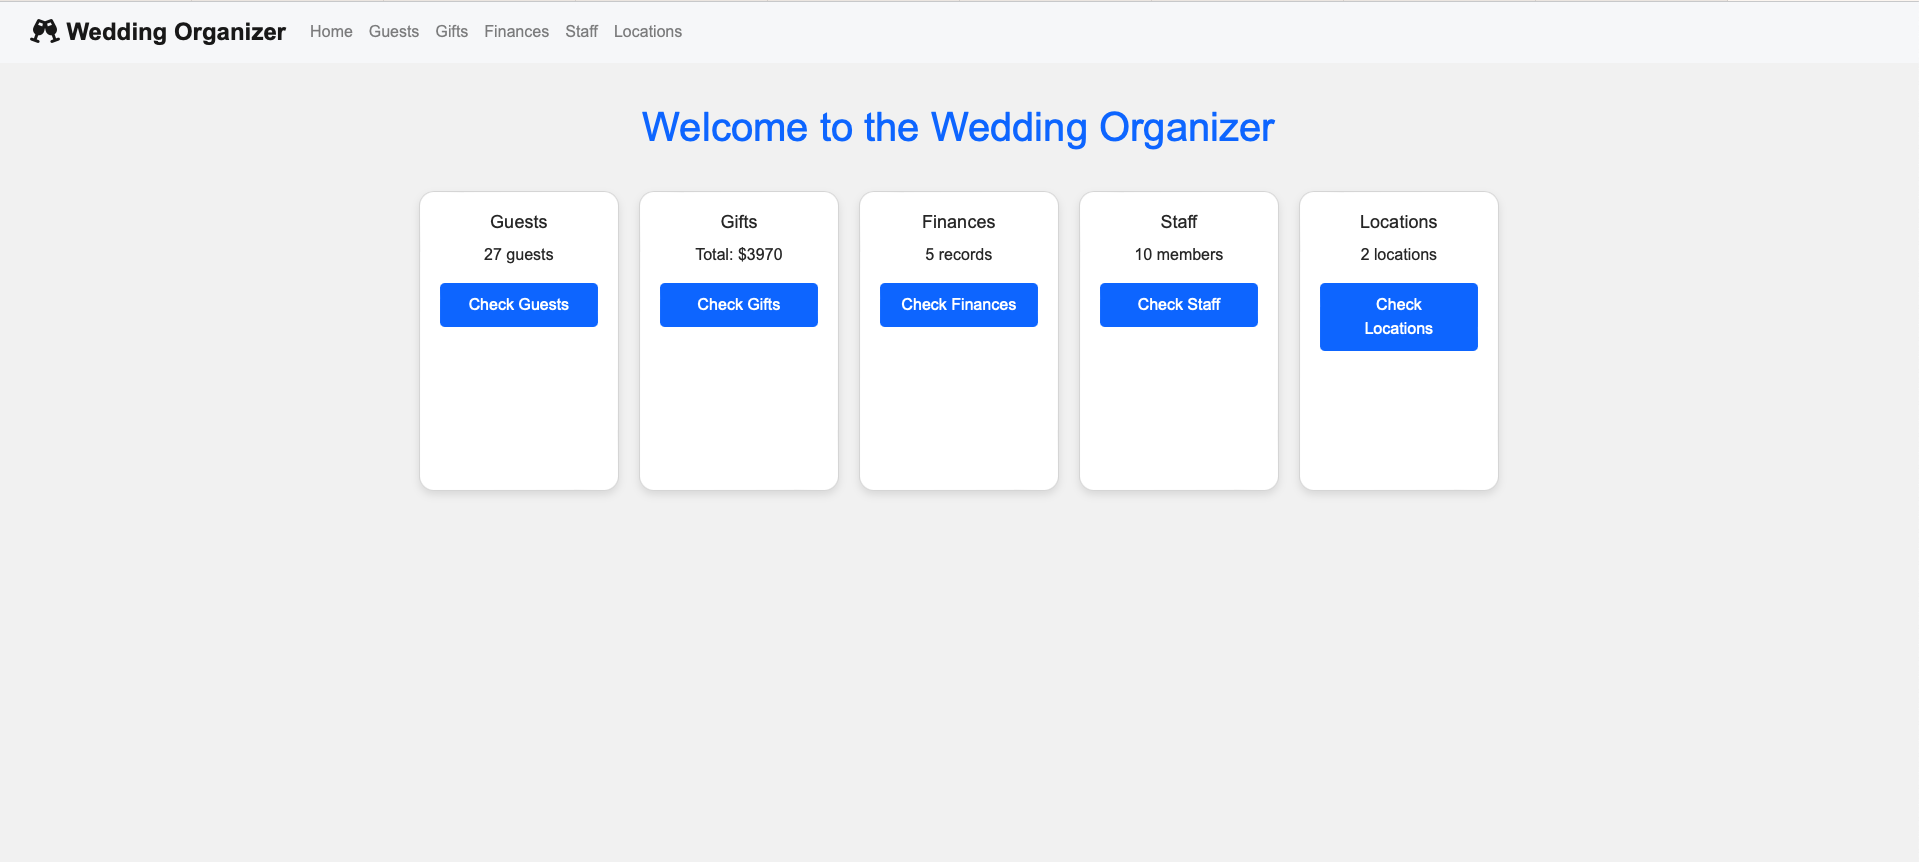 Wedding Organizer Home Guests Gifts Finances Staff Locations
Welcome to the Wedding Organizer
Guests
27 guests
Check Guests
Gifts
Total: $3970
Check Gifts
Finances
5 records
Check Finances
Staff
10 members
Check Staff
Locations
2 locations
Check
Locations